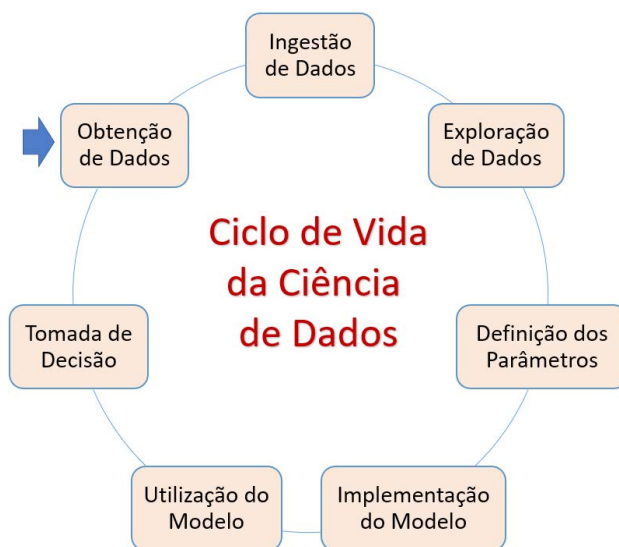 Ingestão
de Dados
Obtenção
de Dados
Exploração
de Dados
Ciclo de Vida
da Ciência
de Dados
Tomada de
Decisão
Definição dos
Parâmetros
Utilização do
Modelo
Implementação
do Modelo